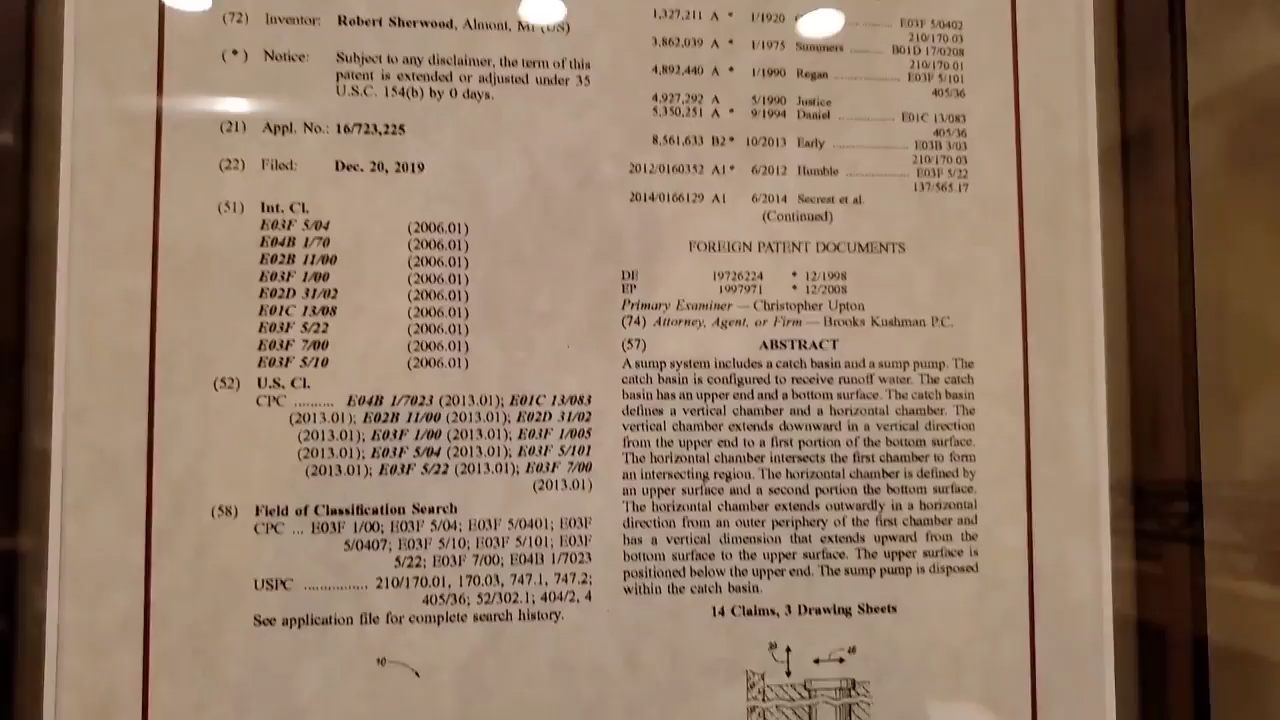 (72) Inventor: Robert Sherwood, Almont, MI (US)
(*) Notice: Subject to any disclaimer, the term of this
patent is extended or adjusted under 35
U.S.C. 154(b) by 0 days.
(21) Appl. No.: 16/723,225
(22) Filed: Dec. 20, 2019
(51) Int. Cl.
E03F 5/04 (2006.01)
E04B 1/70 (2006.01)
E02B 11/00 (2006.01)
E03F 1/00 (2006.01)
E02D 31/02 (2006.01)
E01C 13/08 (2006.01)
E03F 5/22 (2006.01)
E03F 7/00 (2006.01)
E03F 5/10 (2006.01)
(52) U.S. Cl.
CPC .......... E04B 1/7023 (2013.01); E01C 13/083
(2013.01); E02B 11/00 (2013.01); E02D 31/02
(2013.01); E03F 1/00 (2013.01); E03F 1/005
(2013.01); E03F 5/04 (2013.01); E03F 5/101
(2013.01); E03F 5/22 (2013.01); E03F 7/00
(2013.01)
(58) Field of Classification Search
CPC ... E03F 1/00; E03F 5/04; E03F 5/0401; E03F
5/0407; E03F 5/10; E03F 5/101; E03F
5/22; E03F 7/00; E04B 1/7023
USPC ................ 210/170.01, 170.03, 747.1, 747.2;
405/36; 52/302.1; 404/2, 4
See application file for complete search history.
10
1,327,211 A * 1/1920 E03F 5/0402
210/170.03
3,862,039 A * 1/1975 Summers ......... B01D 17/0208
210/170.01
4,892,440 A * 1/1990 Regan ................. E03F 5/101
405/36
4,927,292 A 5/1990 Justice
5,350,251 A * 9/1994 Daniel ............... E01C 13/083
405/36
8,561,633 B2 * 10/2013 Early .................. E03B 3/03
210/170.03
2012/0160352 A1 * 6/2012 Humble ................ E03F 5/22
137/565.17
2014/0166129 A1 6/2014 Secrest et al.
(Continued)
FOREIGN PATENT DOCUMENTS
DE 19726224 * 12/1998
EP 1997971 * 12/2008
Primary Examiner — Christopher Upton
(74) Attorney, Agent, or Firm — Brooks Kushman P.C.
(57) ABSTRACT
A sump system includes a catch basin and a sump pump. The
catch basin is configured to receive runoff water. The catch
basin has an upper end and a bottom surface. The catch basin
defines a vertical chamber and a horizontal chamber. The
vertical chamber extends downward in a vertical direction
from the upper end to a first portion of the bottom surface.
The horizontal chamber intersects the first chamber to form
an intersecting region. The horizontal chamber is defined by
an upper surface and a second portion the bottom surface.
The horizontal chamber extends outwardly in a horizontal
direction from an outer periphery of the first chamber and
has a vertical dimension that extends upward from the
bottom surface to the upper surface. The upper surface is
positioned below the upper end. The sump pump is disposed
within the catch basin.
14 Claims, 3 Drawing Sheets